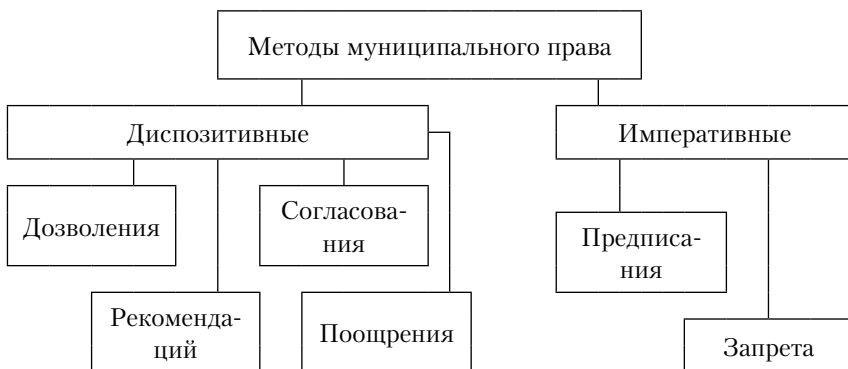 Методы муниципального права
Диспозитивные
Императивные
Дозволения
Согласова-
ния
Предписа-
ния
Рекоменда-
ций
Поощрения
Запрета